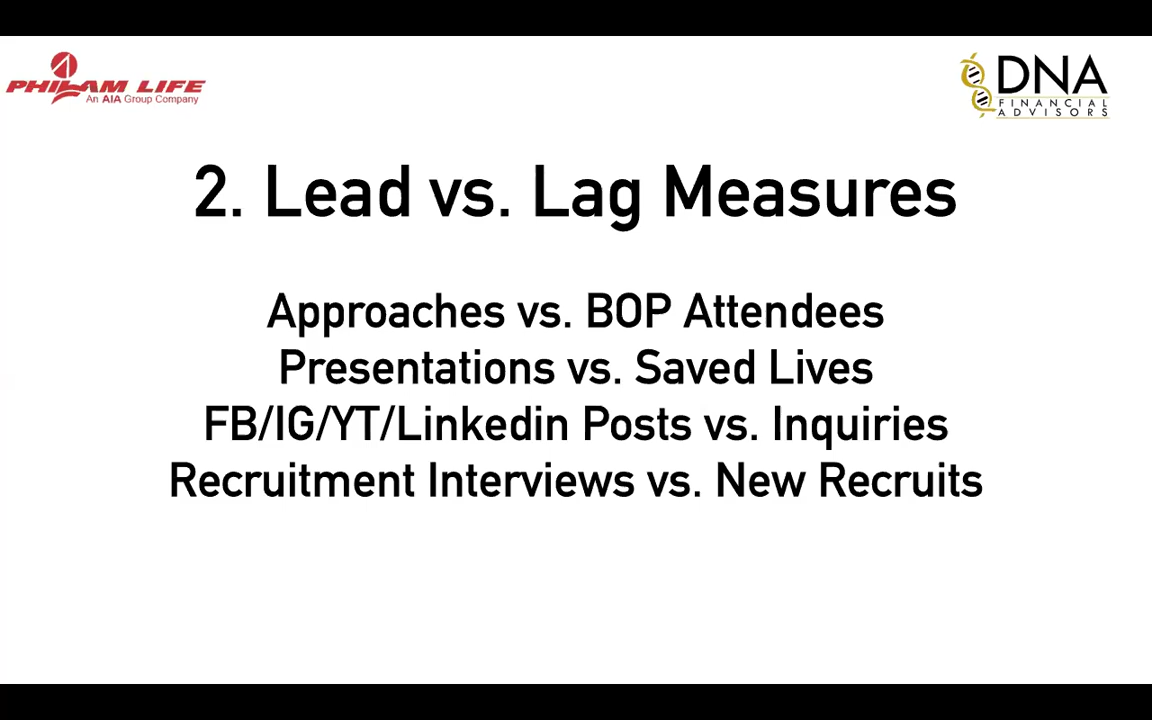 PHILAM LIFE
An AIA Group Company
DNA
FINANCIAL
ADVISORS
2. Lead vs. Lag Measures
Approaches vs. BOP Attendees
Presentations vs. Saved Lives
FB/IG/YT/Linkedin Posts vs. Inquiries
Recruitment Interviews vs. New Recruits